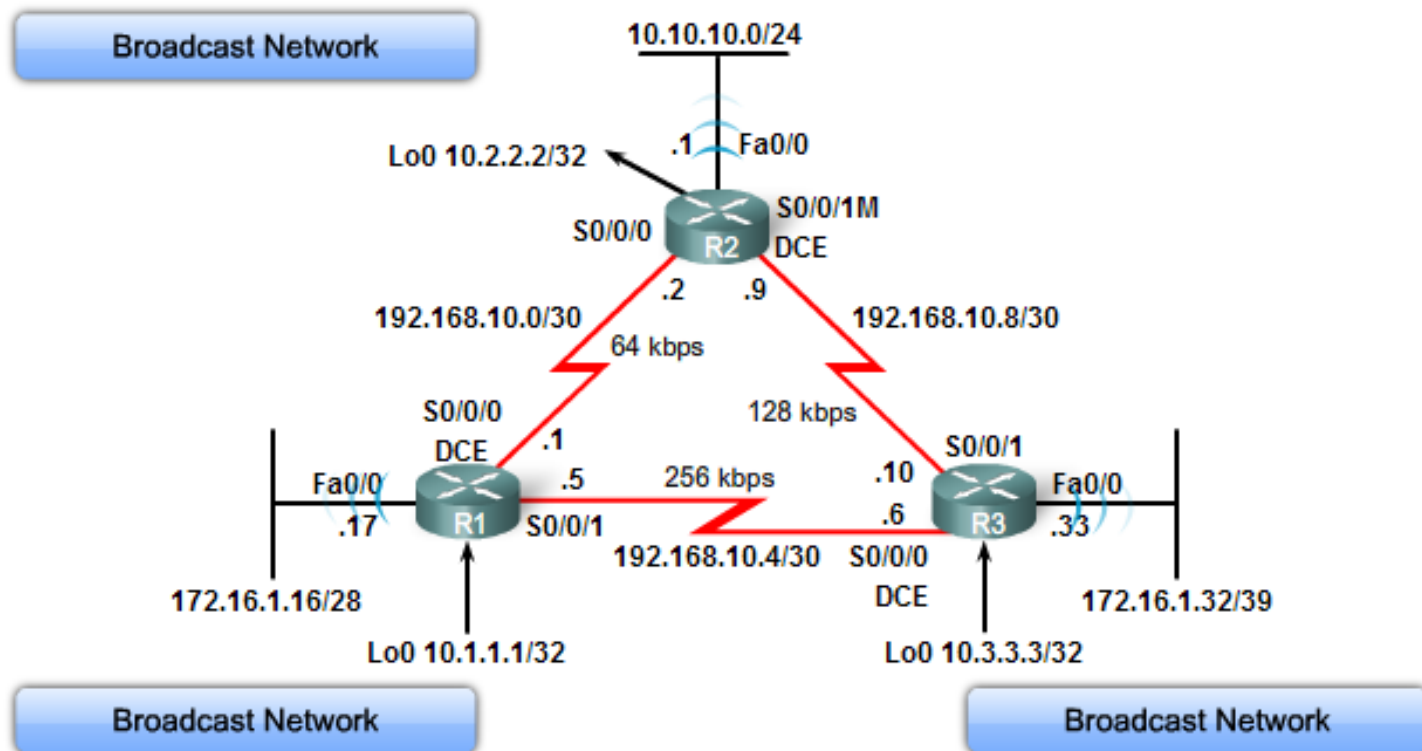 Broadcast Network
10.10.10.0/24
.1
Fa0/0
Lo0 10.2.2.2/32
S0/0/0
R2
S0/0/1M
DCE
.2
.9
192.168.10.0/30
192.168.10.8/30
64 kbps
128 kbps
S0/0/0
DCE
.1
.5
256 kbps
S0/0/1
.10
.6
Fa0/0
.17
R1
S0/0/1
R3
Fa0/0
.33
192.168.10.4/30
S0/0/0
DCE
172.16.1.16/28
172.16.1.32/39
Lo0 10.1.1.1/32
Lo0 10.3.3.3/32
Broadcast Network
Broadcast Network